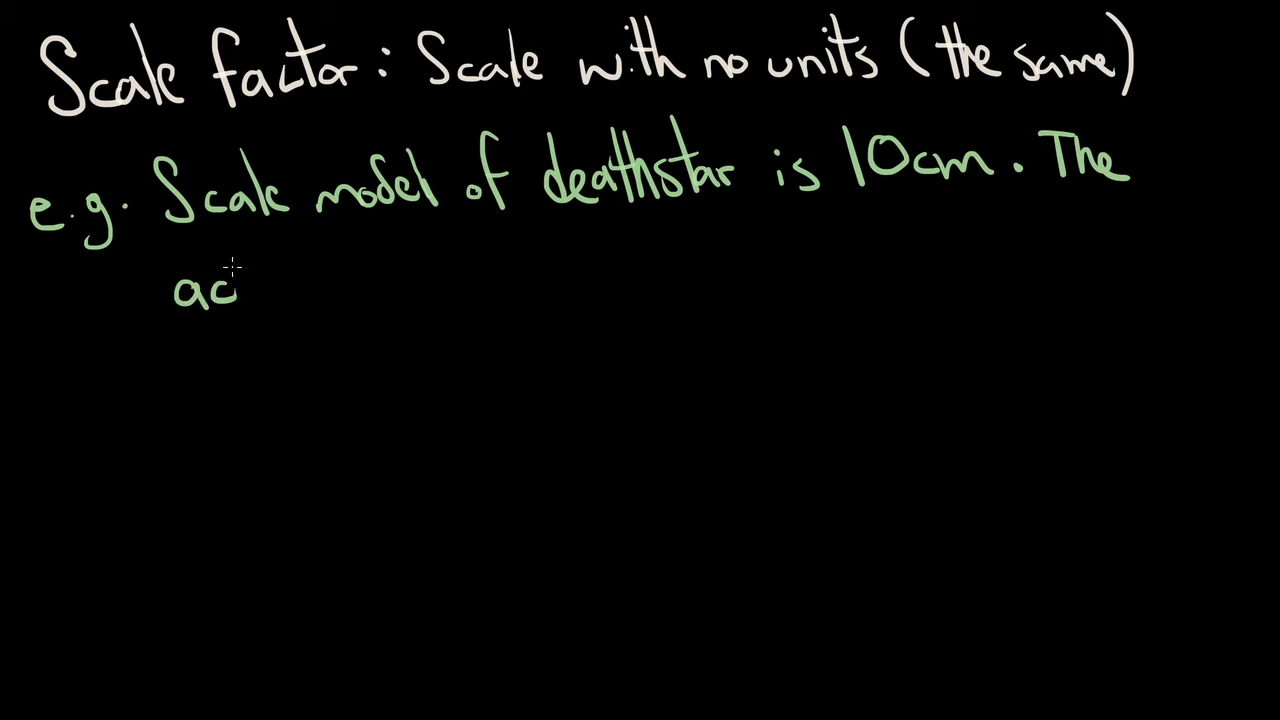 Scale factor: Scale with no units (the same)
e.g. Scale model of deathstar is 10cm. The
ac